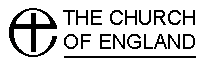 THE CHURCH
OF ENGLAND